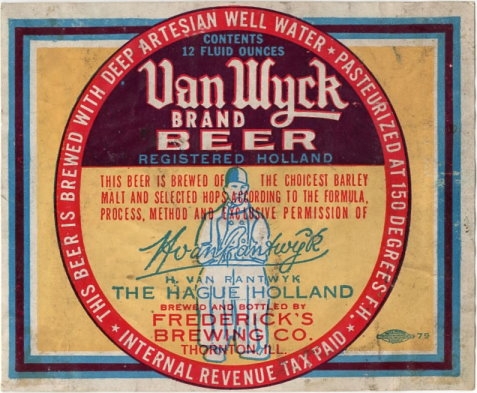 THIS BEER IS BREWED WITH DEEP ARTESIAN WELL WATER ★ PASTEURIZED AT 150 DEGREES F.H. ★ INTERNAL REVENUE TAX PAID ★
CONTENTS
12 FLUID OUNCES
Van Wyck
BRAND
BEER
REGISTERED HOLLAND
THIS BEER IS BREWED OF THE CHOICEST BARLEY
MALT AND SELECTED HOPS ACCORDING TO THE FORMULA,
PROCESS, METHOD AND EXCLUSIVE PERMISSION OF
H van Rantwyk
H. VAN RANTWYK
THE HAGUE HOLLAND
BREWED AND BOTTLED BY
FREDERICK'S
BREWING CO.
THORNTON, ILL.
79